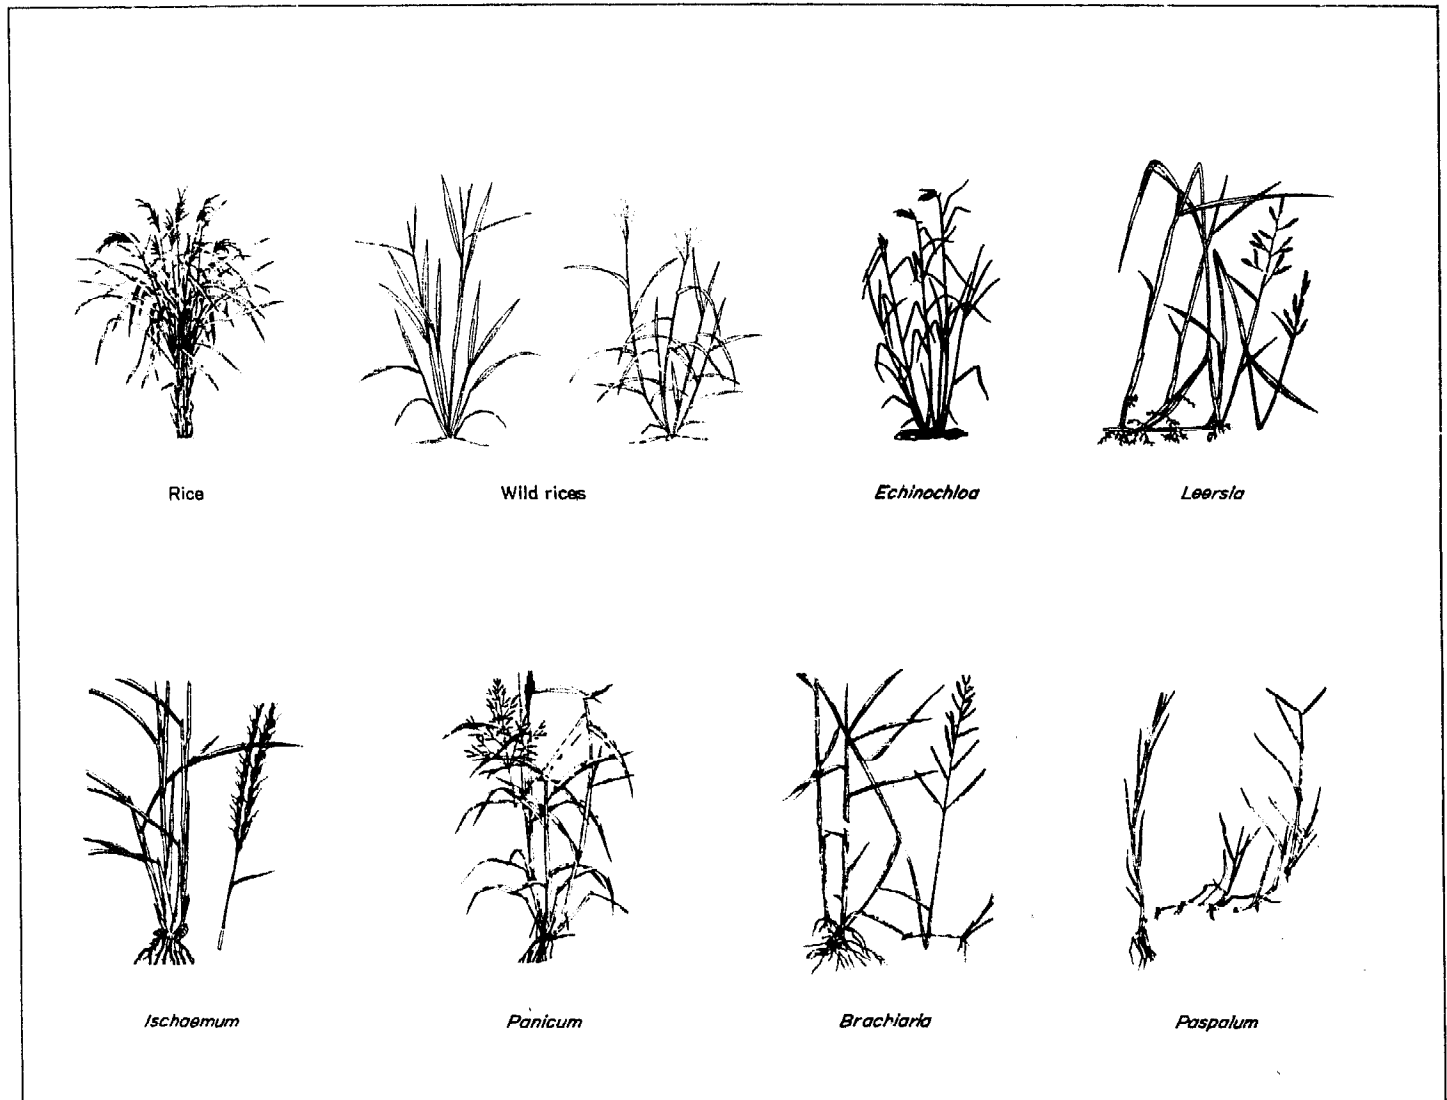 Rice
Wild rices
Echinochloa
Leersia
Ischaemum
Panicum
Brachiaria
Paspalum